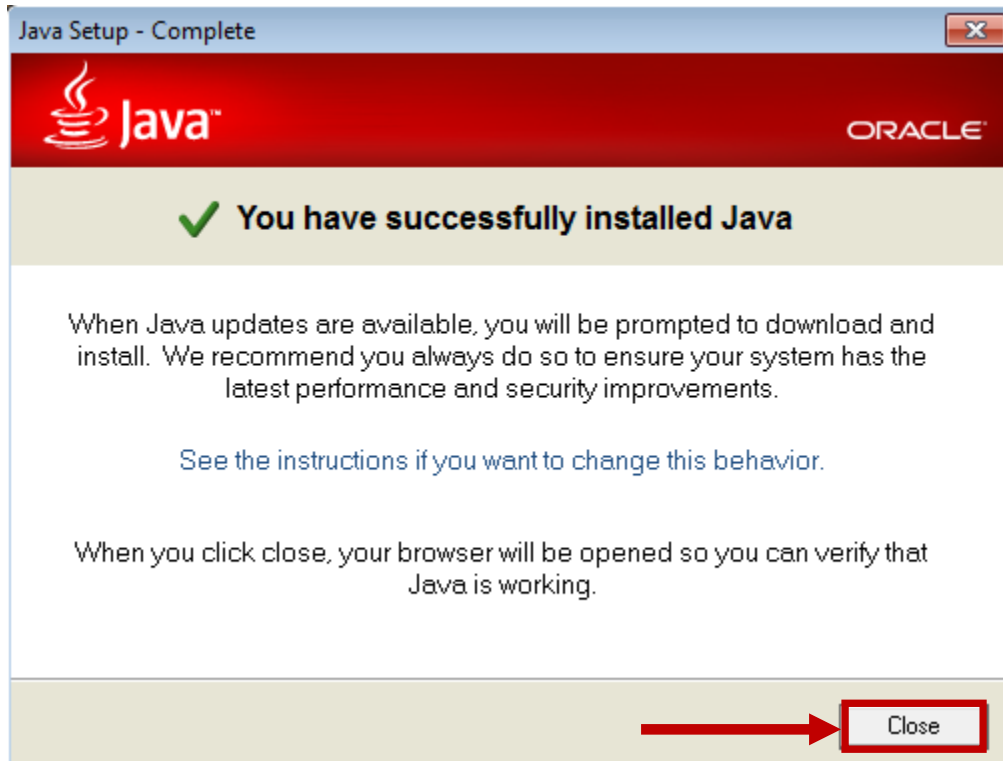 Java Setup - Complete
Java™
ORACLE®
You have successfully installed Java
When Java updates are available, you will be prompted to download and
install. We recommend you always do so to ensure your system has the
latest performance and security improvements.
See the instructions if you want to change this behavior.
When you click close, your browser will be opened so you can verify that
Java is working.
Close